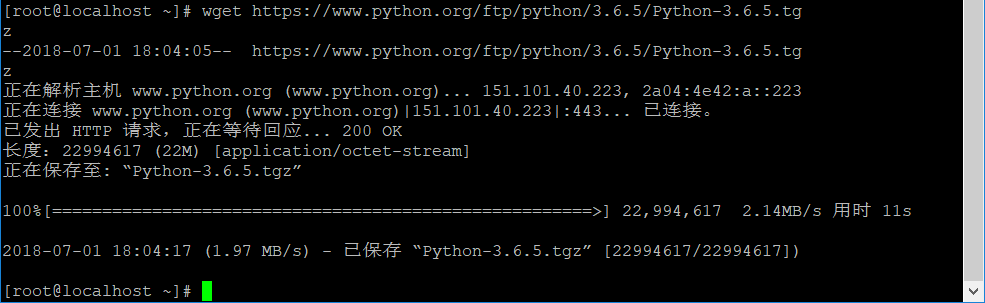 [root@localhost ~]# wget https://www.python.org/ftp/python/3.6.5/Python-3.6.5.tg
z
--2018-07-01 18:04:05--  https://www.python.org/ftp/python/3.6.5/Python-3.6.5.tg
z
正在解析主机 www.python.org (www.python.org)... 151.101.40.223, 2a04:4e42:a::223
正在连接 www.python.org (www.python.org)|151.101.40.223|:443... 已连接。
已发出 HTTP 请求，正在等待回应... 200 OK
长度：22994617 (22M) [application/octet-stream]
正在保存至: “Python-3.6.5.tgz”
100%[======================================================>] 22,994,617  2.14MB/s 用时 11s
2018-07-01 18:04:17 (1.97 MB/s) - 已保存 “Python-3.6.5.tgz” [22994617/22994617])
[root@localhost ~]#